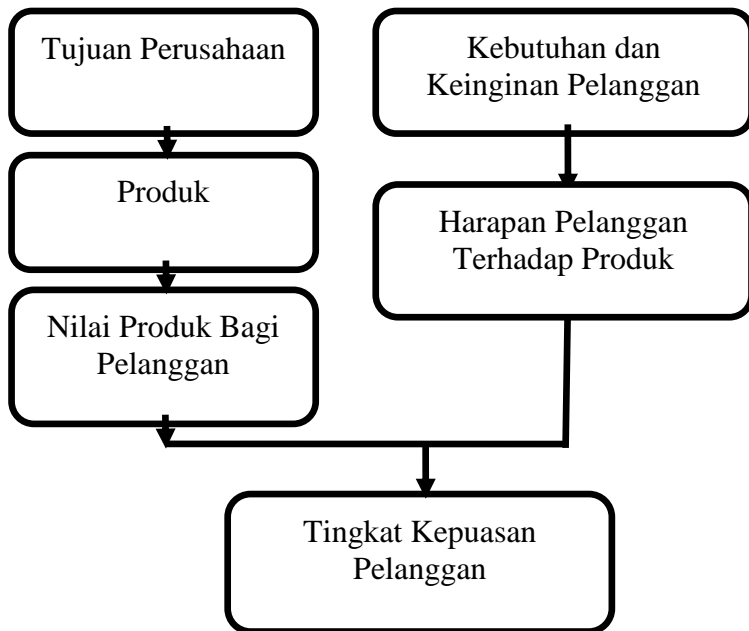 Tujuan Perusahaan
Produk
Nilai Produk Bagi
Pelanggan
Kebutuhan dan
Keinginan Pelanggan
Harapan Pelanggan
Terhadap Produk
Tingkat Kepuasan
Pelanggan